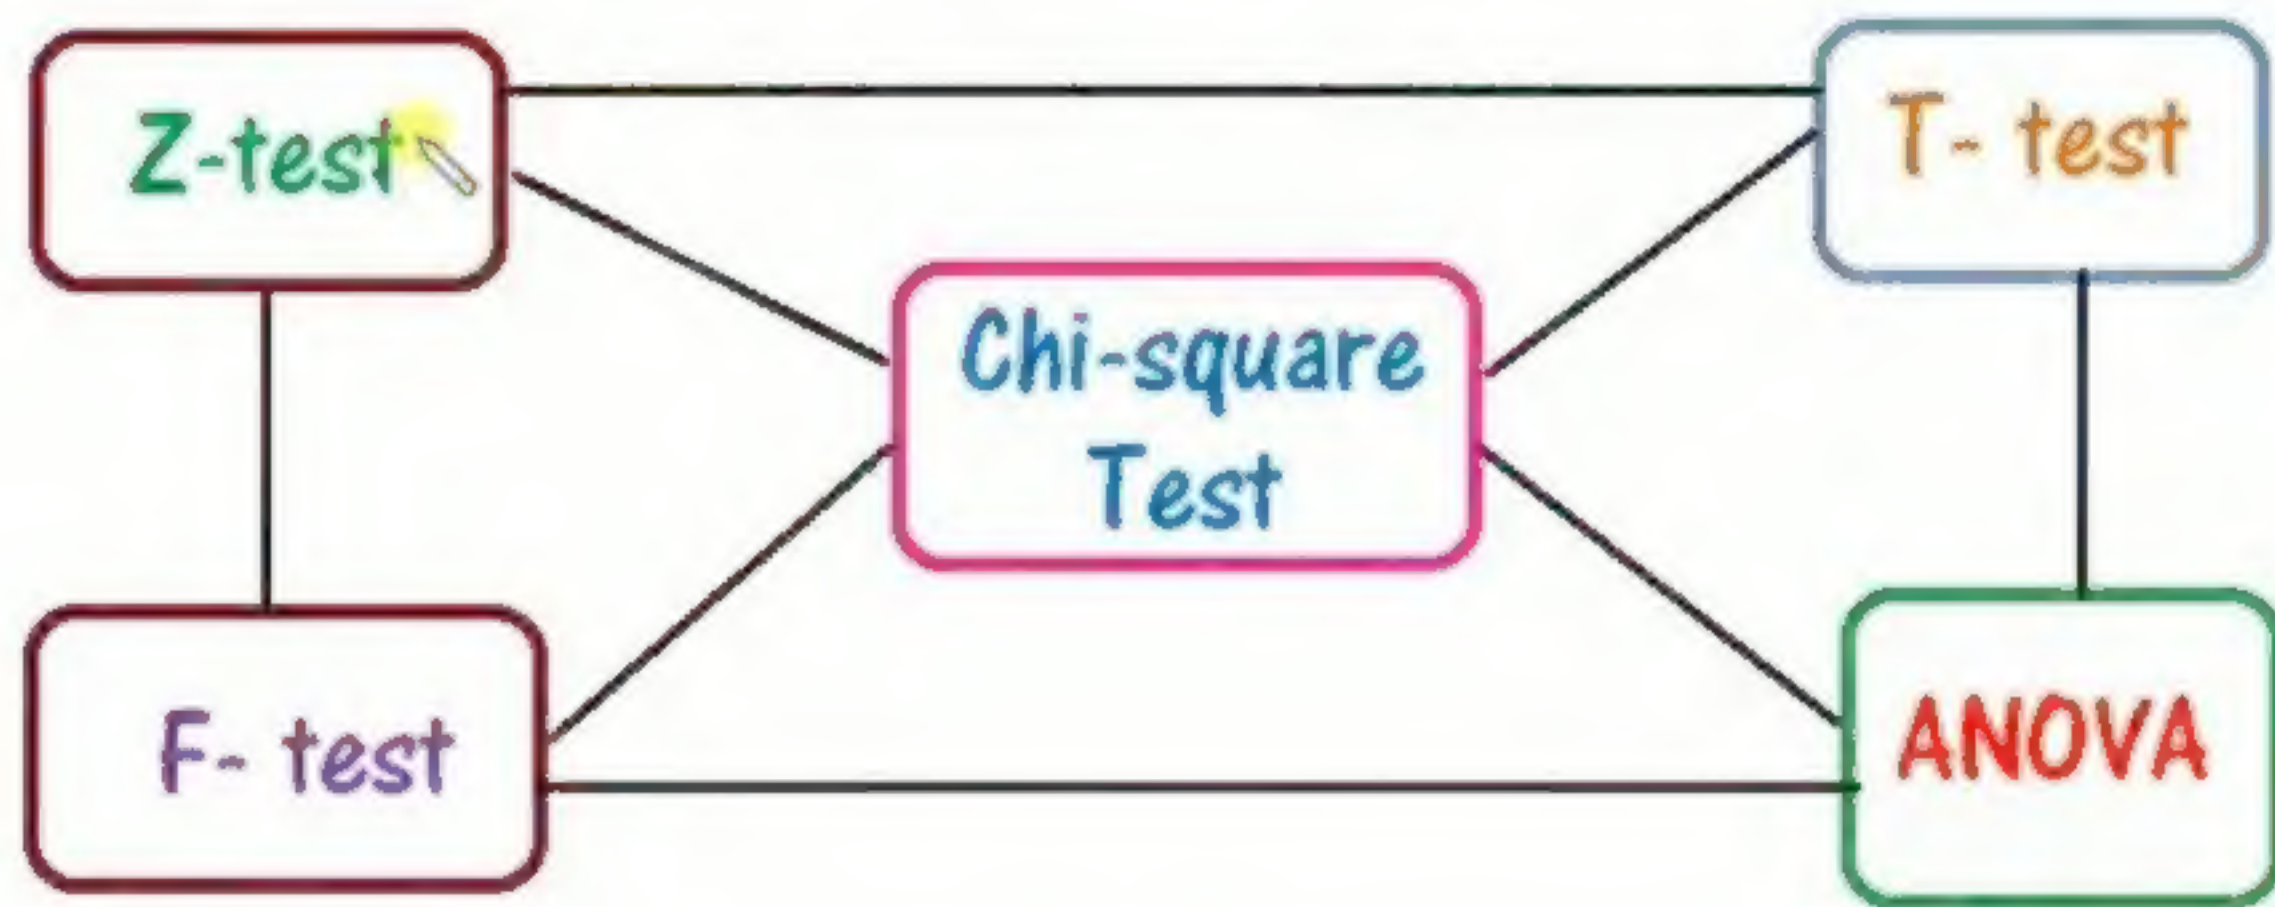 Z-test
T- test
Chi-square
Test
F- test
ANOVA